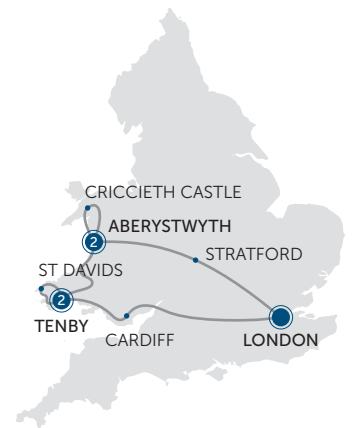 CRICCIETH CASTLE
2 ABERYSTWYTH
STRATFORD
ST DAVIDS
2
TENBY
CARDIFF
LONDON